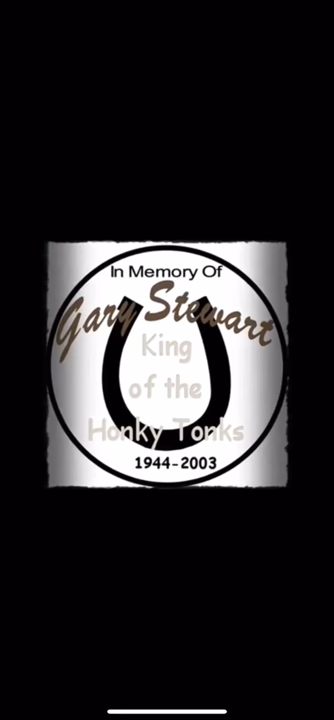 In Memory Of
Gary Stewart
King
of the
Honky Tonks
1944-2003